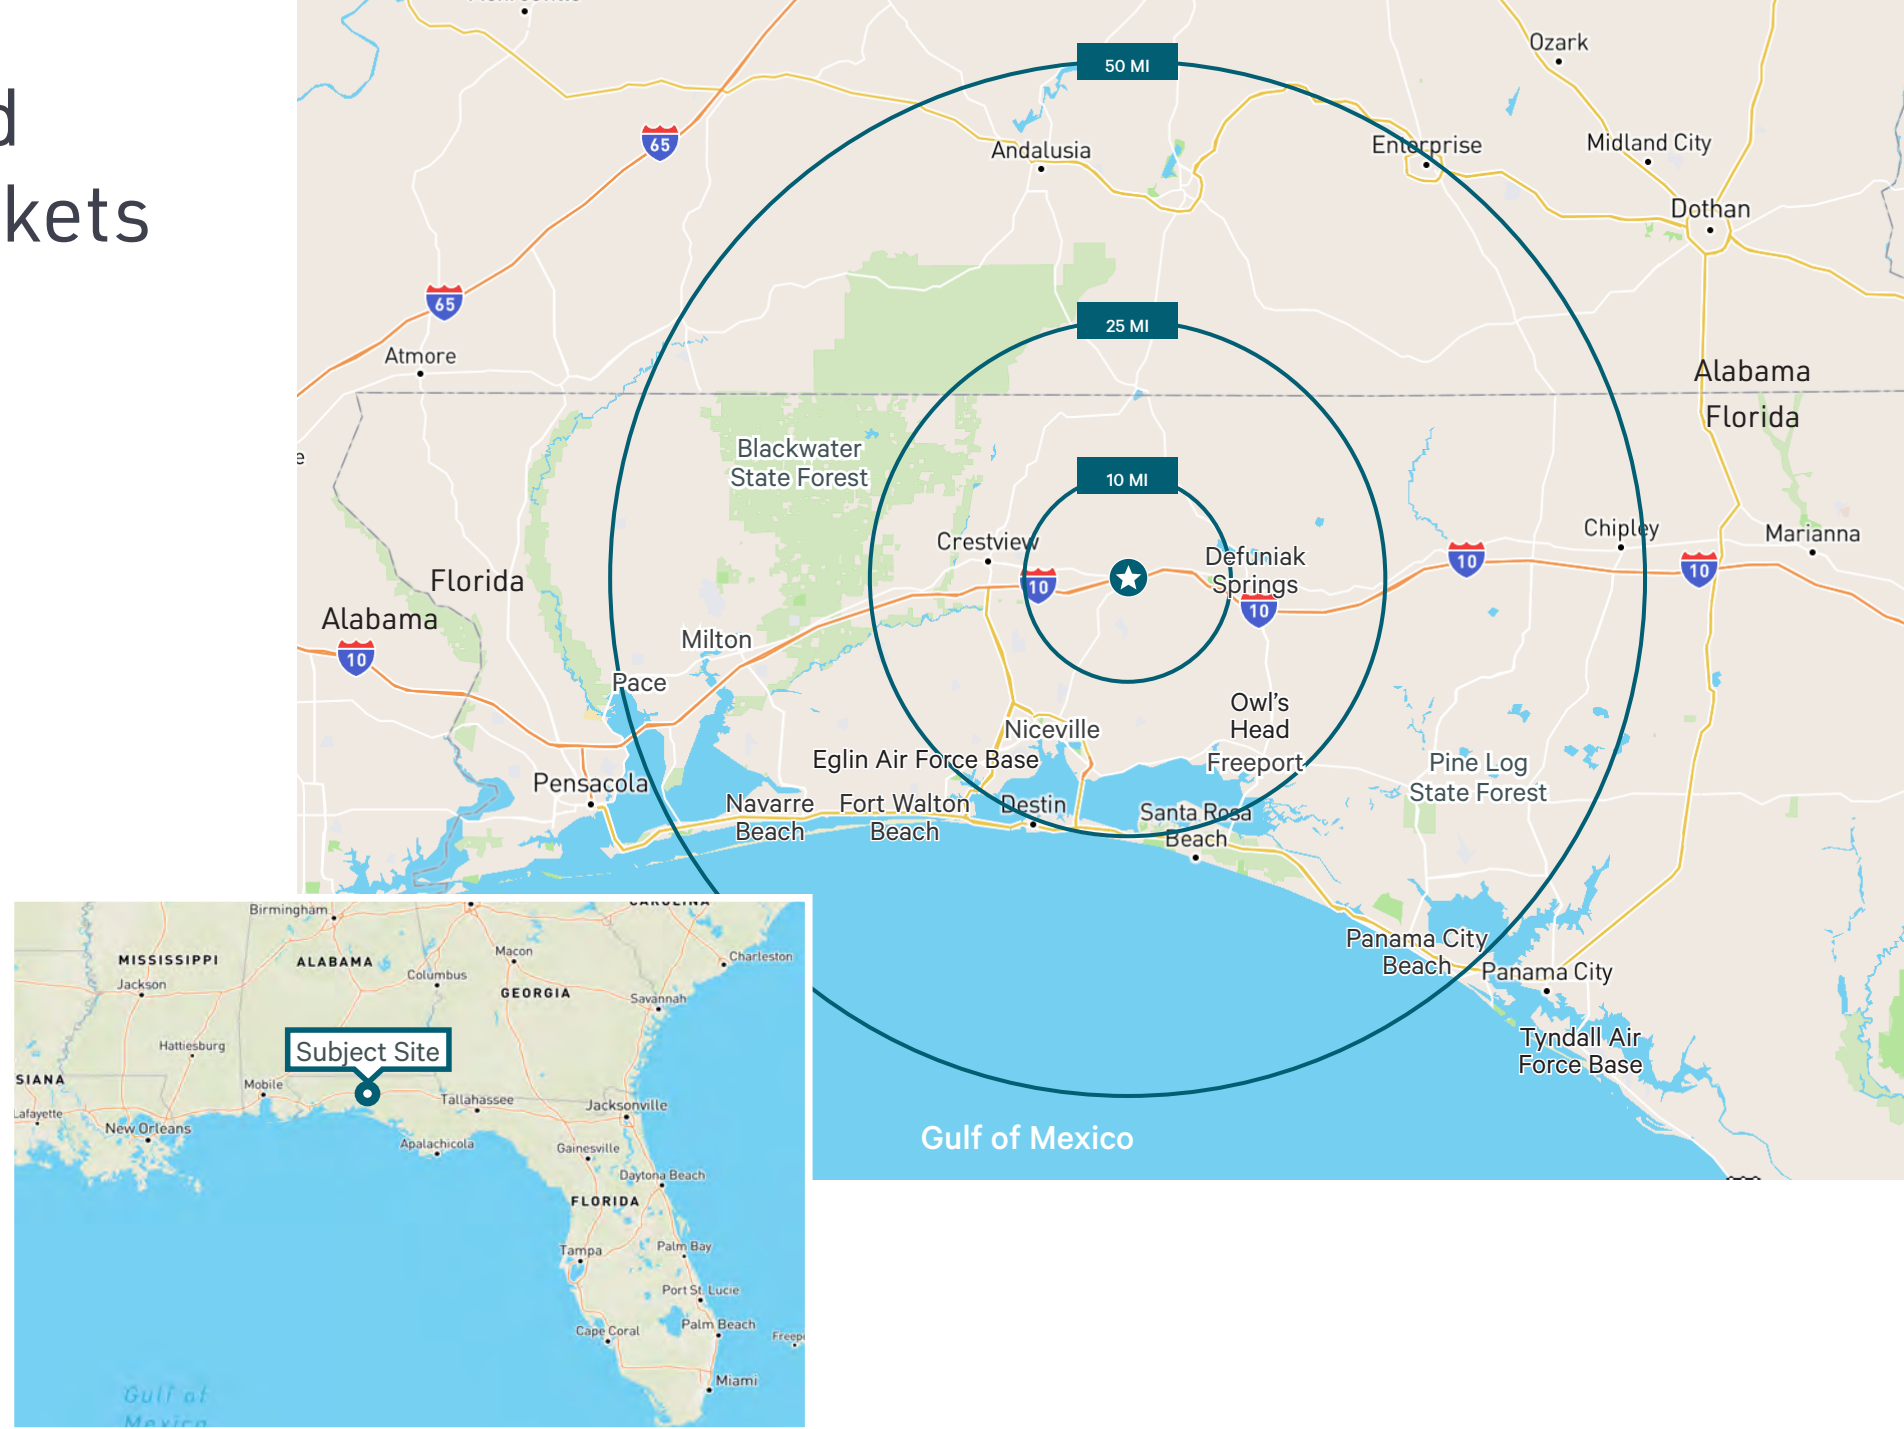 d
kets
50 MI
Ozark
65
Andalusia
Enterprise
Midland City
Dothan
65
25 MI
Atmore
Alabama
Florida
e
Blackwater
State Forest
10 MI
Crestview
Defuniak
Springs
Chipley
Marianna
10
10
10
10
Florida
Alabama
10
Milton
Pace
Owl's
Head
Niceville
Freeport
Eglin Air Force Base
Pine Log
State Forest
Pensacola
Navarre
Beach
Fort Walton
Beach
Destin
Santa Rosa
Beach
Panama City
Beach
Panama City
Tyndall Air
Force Base
Gulf of Mexico
CAROLINA
Birmingham
MISSISSIPPI
ALABAMA
Macon
Charleston
Jackson
Columbus
GEORGIA
Savannah
Hattiesburg
Subject Site
SIANA
Mobile
Tallahassee
Jacksonville
Lafayette
New Orleans
Apalachicola
Gainesville
Daytona Beach
FLORIDA
Tampa
Palm Bay
Port St. Lucie
Cape Coral
Palm Beach
Freep
Miami
Gulf of
Mexico